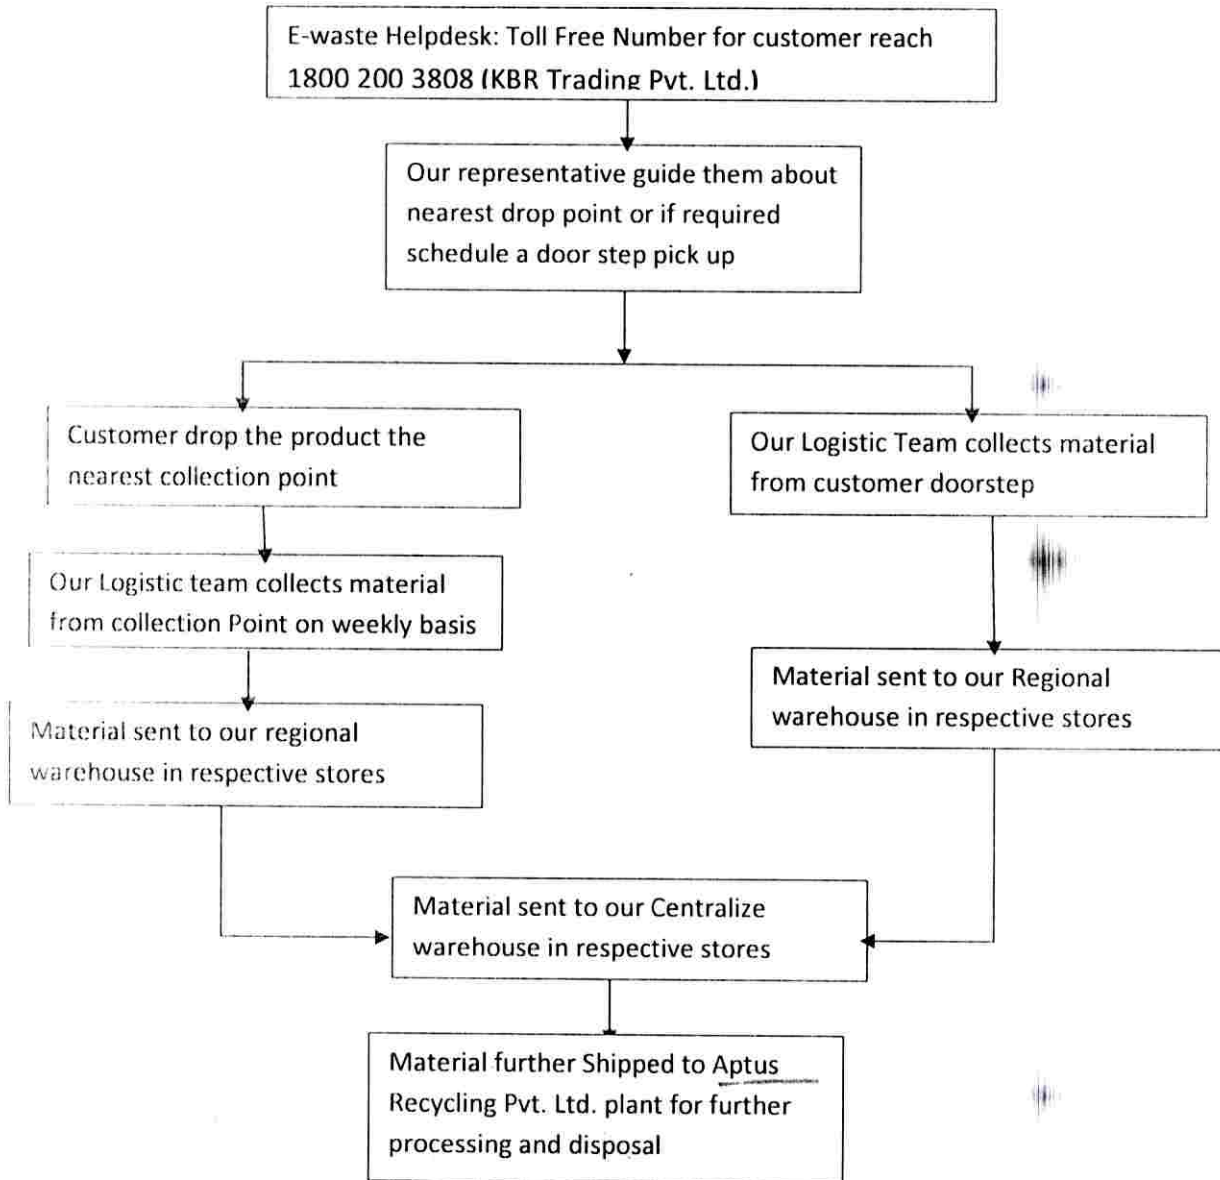 E-waste Helpdesk: Toll Free Number for customer reach
1800 200 3808 (KBR Trading Pvt. Ltd.)
Our representative guide them about
nearest drop point or if required
schedule a door step pick up
Customer drop the product the
nearest collection point
Our Logistic team collects material
from collection Point on weekly basis
Material sent to our regional
warehouse in respective stores
Our Logistic Team collects material
from customer doorstep
Material sent to our Regional
warehouse in respective stores
Material sent to our Centralize
warehouse in respective stores
Material further Shipped to Aptus
Recycling Pvt. Ltd. plant for further
processing and disposal